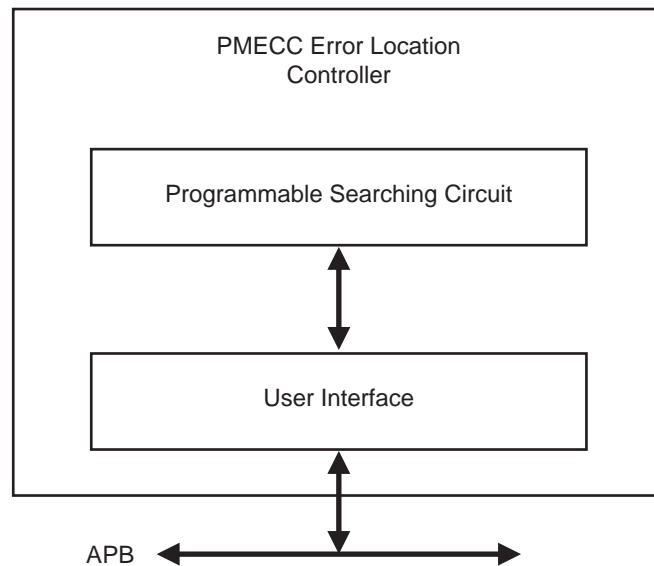 PMECC Error Location
Controller
Programmable Searching Circuit
User Interface
APB